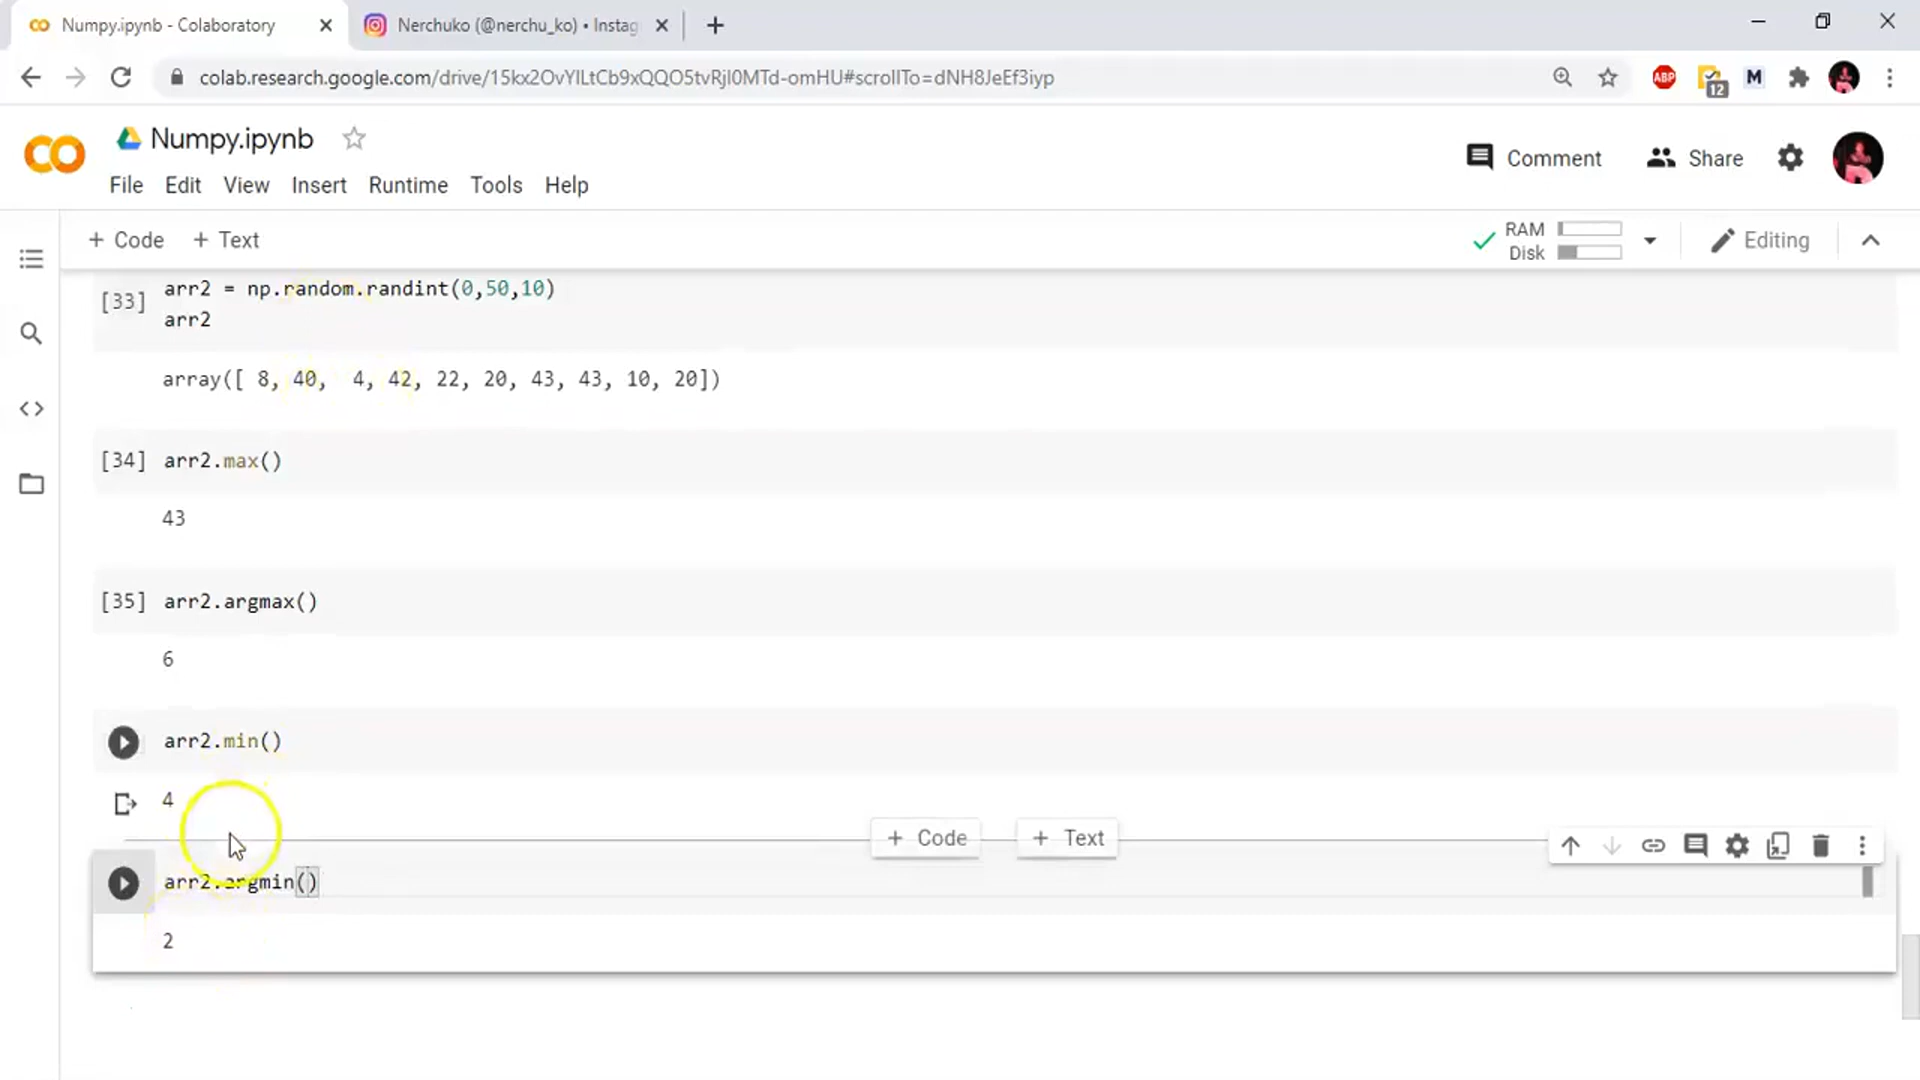 Numpy.ipynb - Colaboratory
Nerchuko (@nerchu_ko) • Instag
colab.research.google.com/drive/15kx2OvYlLtCb9xQQO5tvRjI0MTd-omHU#scrollTo=dNH8JeEf3iyp
ABP
12
M
Numpy.ipynb
Comment
Share
File Edit View Insert Runtime Tools Help
+ Code + Text
RAM
Disk
Editing
[33] arr2 = np.random.randint(0,50,10)
arr2
array([ 8, 40,  4, 42, 22, 20, 43, 43, 10, 20])
[34] arr2.max()
43
[35] arr2.argmax()
6
arr2.min()
4
+ Code + Text
arr2.argmin()
2